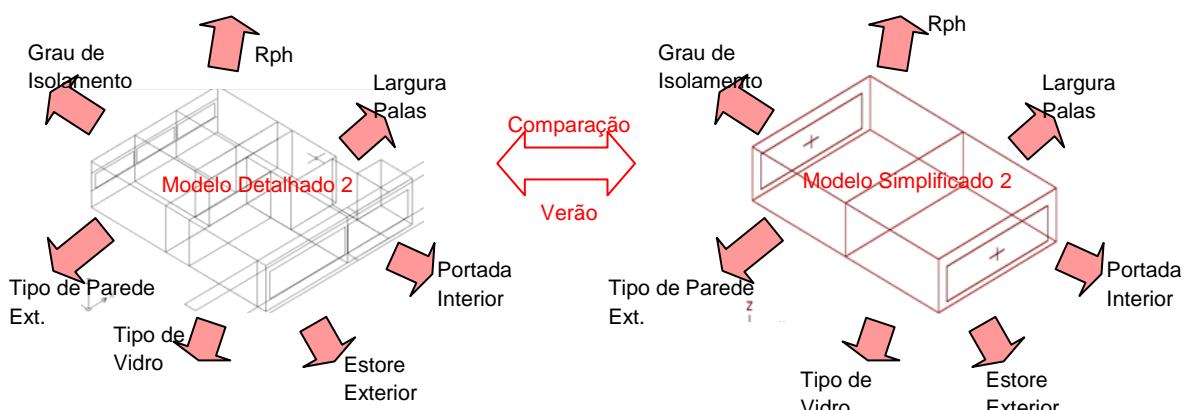 Rph
Grau de
Isolamento
Largura
Palas
Modelo Detalhado 2
Tipo de Parede
Ext.
Tipo de
Vidro
Estore
Exterior
Portada
Interior
Comparação
Verão
Rph
Grau de
Isolamento
Largura
Palas
Modelo Simplificado 2
Tipo de Parede
Ext.
Z
Tipo de
Vidro
Estore
Exterior
Portada
Interior